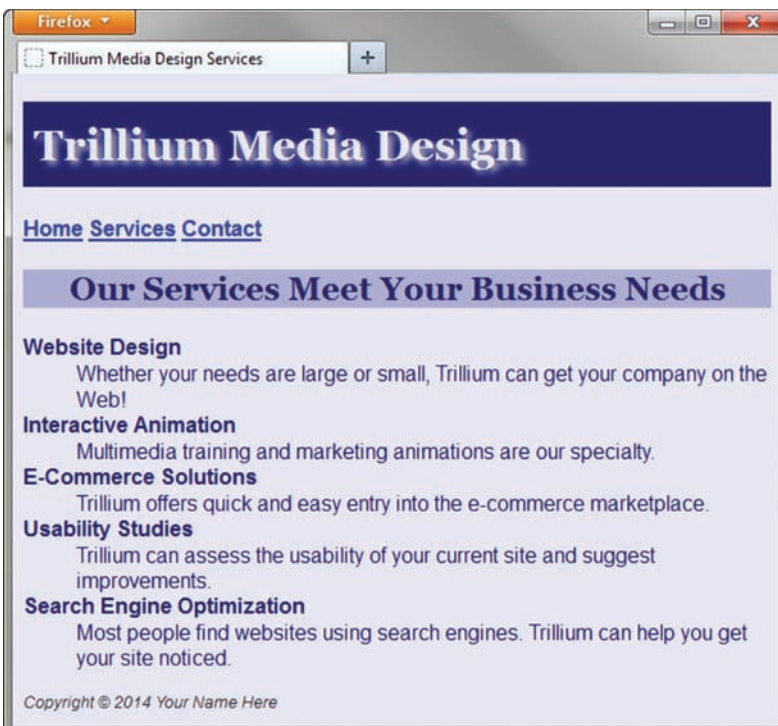 Firefox
Trillium Media Design Services
Trillium Media Design
Home Services Contact
Our Services Meet Your Business Needs
Website Design
Whether your needs are large or small, Trillium can get your company on the
Web!
Interactive Animation
Multimedia training and marketing animations are our specialty.
E-Commerce Solutions
Trillium offers quick and easy entry into the e-commerce marketplace.
Usability Studies
Trillium can assess the usability of your current site and suggest
improvements.
Search Engine Optimization
Most people find websites using search engines. Trillium can help you get
your site noticed.
Copyright © 2014 Your Name Here